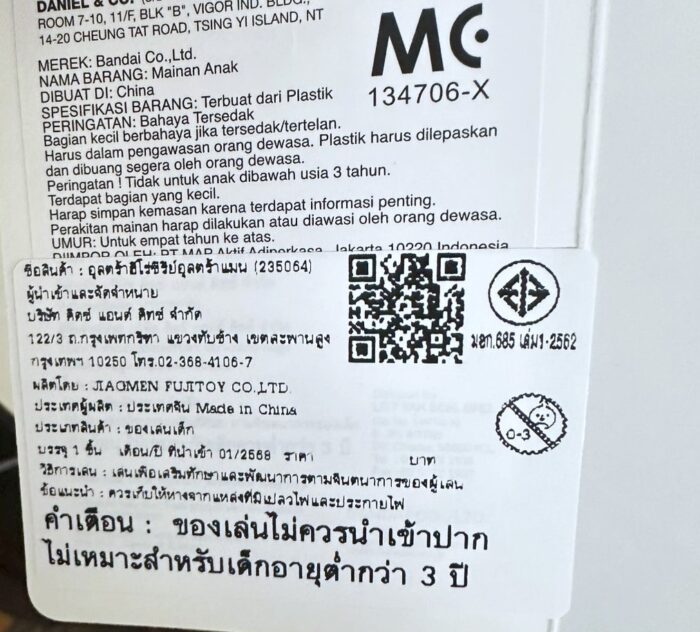 DANIEL & CO.
ROOM 7-10, 11/F, BLK "B", VIGOR IND. BLDG.,
14-20 CHEUNG TAT ROAD, TSING YI ISLAND, NT
MC
134706-X
MEREK: Bandai Co.,Ltd.
NAMA BARANG: Mainan Anak
DIBUAT DI: China
SPESIFIKASI BARANG: Terbuat dari Plastik
PERINGATAN: Bahaya Tersedak
Bagian kecil berbahaya jika tersedak/tertelan.
Harus dalam pengawasan orang dewasa. Plastik harus dilepaskan
dan dibuang segera oleh orang dewasa.
Peringatan ! Tidak untuk anak dibawah usia 3 tahun.
Terdapat bagian yang kecil.
Harap simpan kemasan karena terdapat informasi penting.
Perakitan mainan harap dilakukan atau diawasi oleh orang dewasa.
UMUR: Untuk empat tahun ke atas.
DIIMPOR OLEH: PT MAP Aktif Adiperkasa, Jakarta 10220 Indonesia
ชื่อสินค้า : อุลตร้าฮีโร่ซีรีย์อุลตร้าแมน (235064)
ผู้นำเข้าและจัดจำหน่าย
บริษัท คิดซ์ แอนด์ คิทซ์ จำกัด
122/3 ถ.กรุงเทพกรีฑา แขวงทับช้าง เขตสะพานสูง
กรุงเทพฯ 10250 โทร.02-368-4106-7
ผลิตโดย : JIAOMEN FUJITOY CO.,LTD.
ประเทศผู้ผลิต : ประเทศจีน Made in China
ประเภทสินค้า : ของเล่นเด็ก
บรรจุ 1 ชิ้น เดือน/ปี ที่นำเข้า 01/2568 ราคา บาท
วิธีการเล่น : เล่นเพื่อเสริมทักษะและพัฒนาการตามจินตนาการของผู้เล่น
ข้อแนะนำ : ควรเก็บให้ห่างจากแหล่งที่มีเปลวไฟและประกายไฟ
คำเตือน : ของเล่นไม่ควรนำเข้าปาก
ไม่เหมาะสำหรับเด็กอายุต่ำกว่า 3 ปี
มอก.685 เล่ม1-2562
0-3